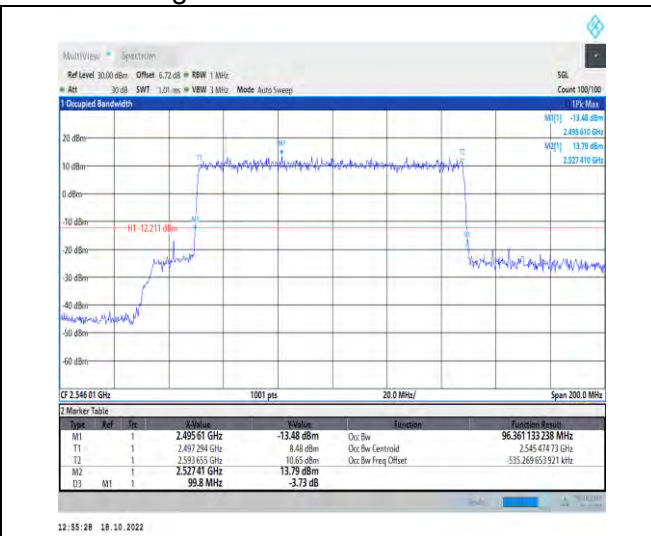 MultiView Spectrum
Ref Level 30.00 dBm Offset 6.72 dB RBW 1 MHz SGL
Att 30 dB SWT 1.01 ms VBW 3 MHz Mode Auto Sweep Count 100/100
1 Occupied Bandwidth 1Pk Max
M1[1] -13.48 dBm
2.495 610 GHz
M2[1] 13.79 dBm
2.527 410 GHz
20 dBm
M2
T1
T2
10 dBm
0 dBm
-10 dBm
M1
H1 -12.211 dBm
-20 dBm
-30 dBm
-40 dBm
-50 dBm
-60 dBm
CF 2.546 01 GHz 1001 pts 20.0 MHz/ Span 200.0 MHz
2 Marker Table
Type Ref Trc X-Value Y-Value Function Function Result
M1 1 2.495 61 GHz -13.48 dBm Occ Bw 96.361 133 238 MHz
T1 1 2.497 294 GHz 8.48 dBm Occ Bw Centroid 2.545 474 73 GHz
T2 1 2.593 655 GHz 10.65 dBm Occ Bw Freq Offset -535.269 653 921 kHz
M2 1 2.527 41 GHz 13.79 dBm
D3 M1 1 99.8 MHz -3.73 dB
12:55:28 18.10.2022